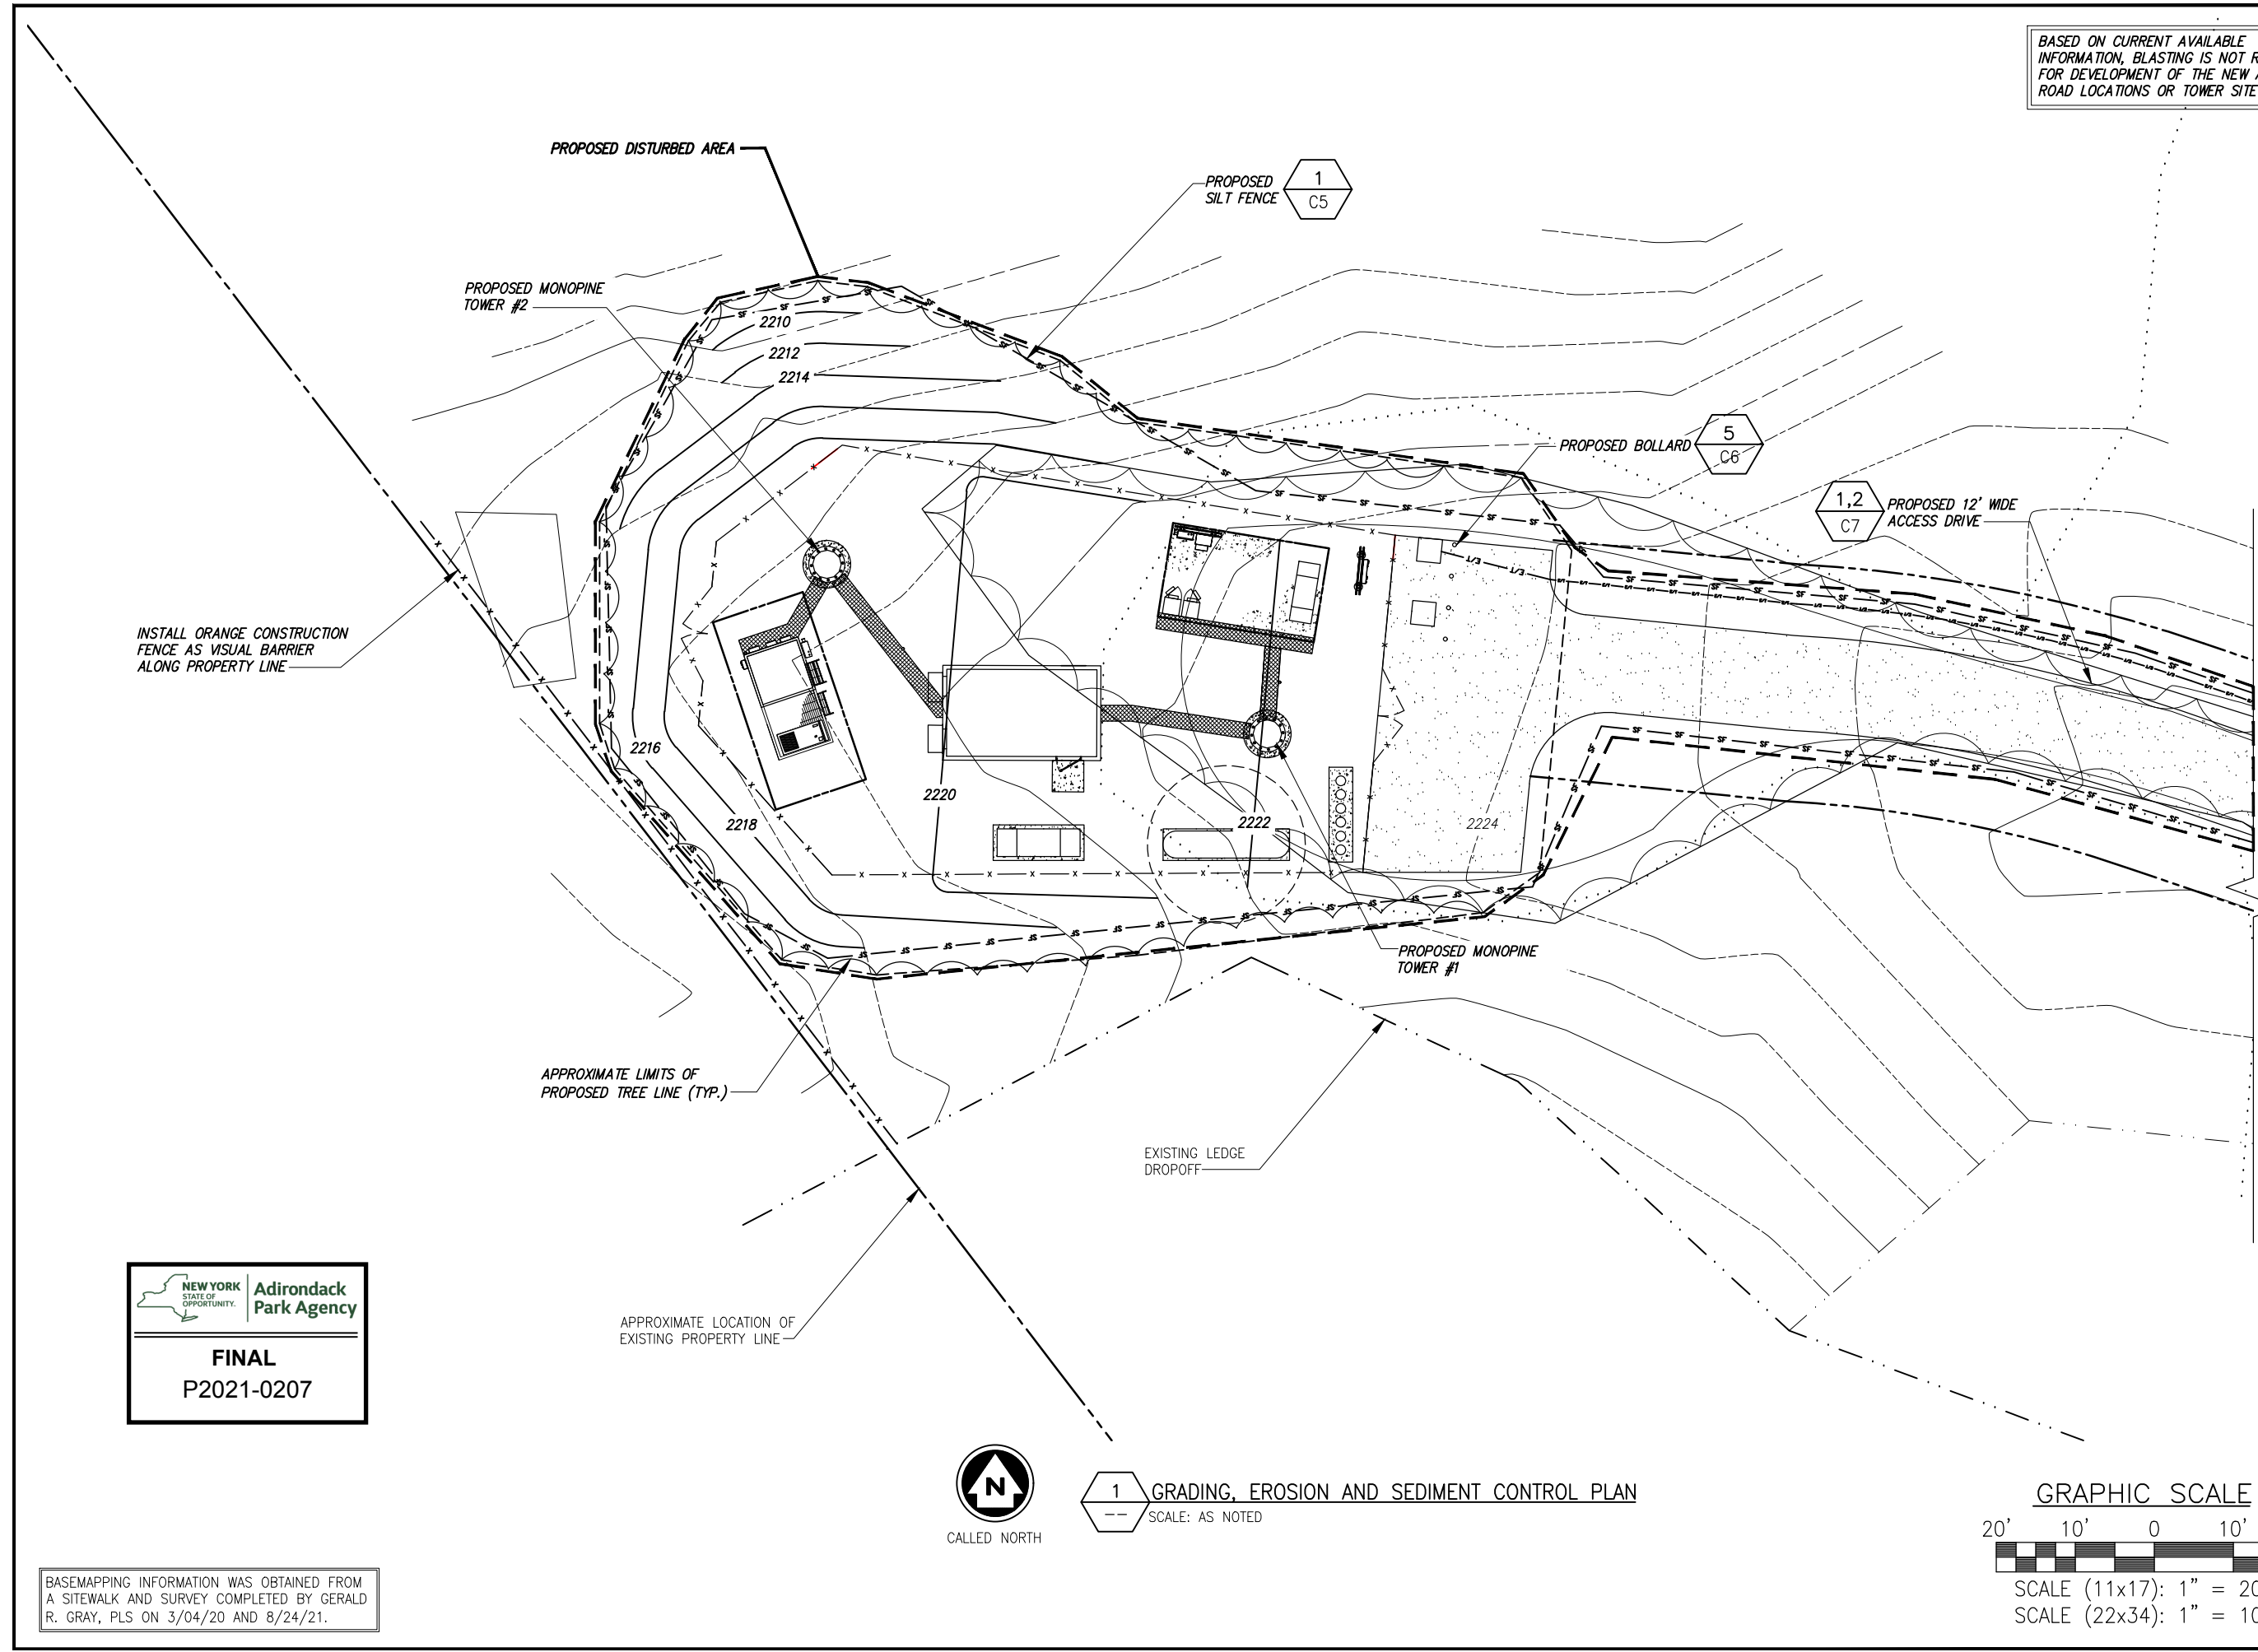 BASED ON CURRENT AVAILABLE
INFORMATION, BLASTING IS NOT
FOR DEVELOPMENT OF THE NEW
ROAD LOCATIONS OR TOWER SITE
PROPOSED DISTURBED AREA
PROPOSED
SILT FENCE
1
C5
PROPOSED MONOPINE
TOWER #2
2210
2212
2214
PROPOSED BOLLARD
5
C6
1,2
C7
PROPOSED 12' WIDE
ACCESS DRIVE
INSTALL ORANGE CONSTRUCTION
FENCE AS VISUAL BARRIER
ALONG PROPERTY LINE
2216
2218
2220
2222
2224
PROPOSED MONOPINE
TOWER #1
APPROXIMATE LIMITS OF
PROPOSED TREE LINE (TYP.)
EXISTING LEDGE
DROPOFF
APPROXIMATE LOCATION OF
EXISTING PROPERTY LINE
NEW YORK
STATE OF
OPPORTUNITY.
Adirondack
Park Agency
FINAL
P2021-0207
N
CALLED NORTH
1
--
GRADING, EROSION AND SEDIMENT CONTROL PLAN
SCALE: AS NOTED
GRAPHIC SCALE
20' 10' 0 10'
SCALE (11x17): 1" =
SCALE (22x34): 1" =
BASEMAPPING INFORMATION WAS OBTAINED FROM
A SITEWALK AND SURVEY COMPLETED BY GERALD
R. GRAY, PLS ON 3/04/20 AND 8/24/21.